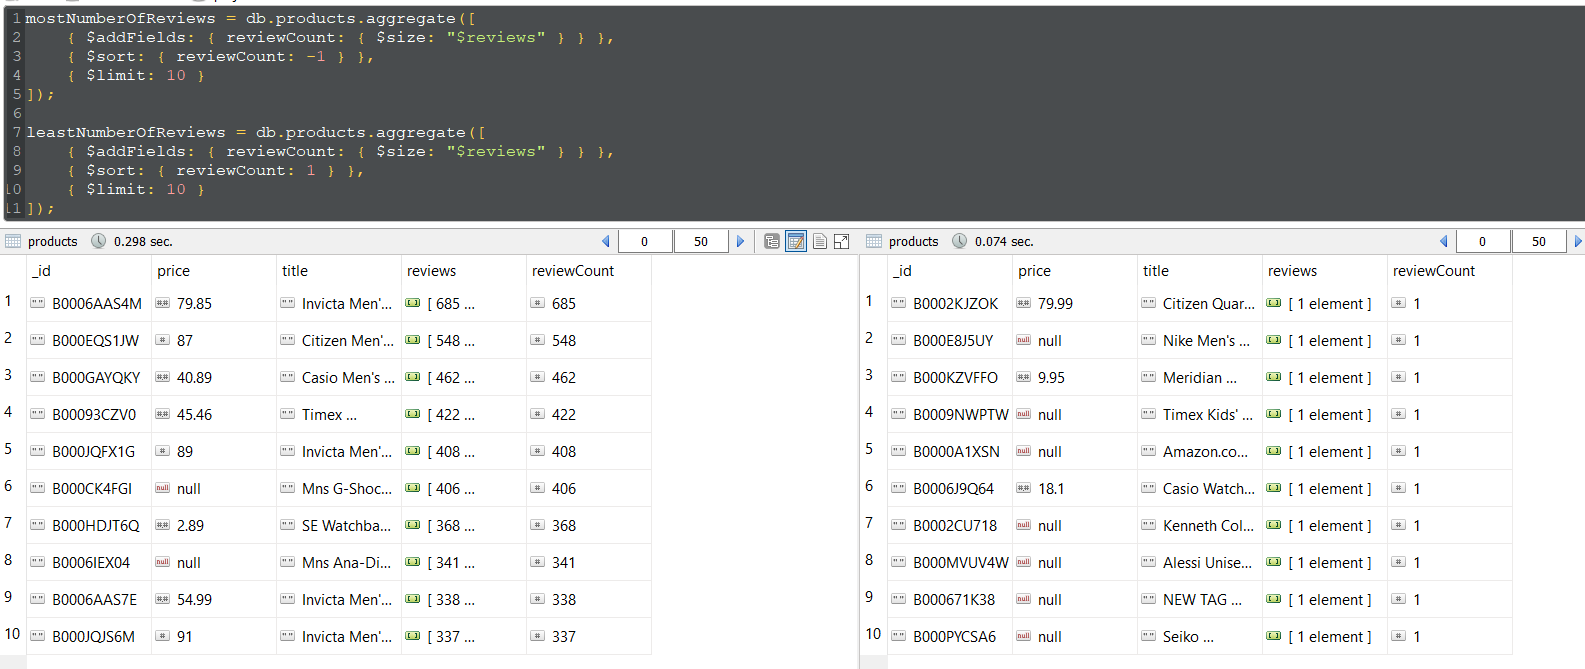 1 mostNumberOfReviews = db.products.aggregate([
2 { $addFields: { reviewCount: { $size: "$reviews" } } },
3 { $sort: { reviewCount: -1 } },
4 { $limit: 10 }
5 ]);
6
7 leastNumberOfReviews = db.products.aggregate([
8 { $addFields: { reviewCount: { $size: "$reviews" } } },
9 { $sort: { reviewCount: 1 } },
10 { $limit: 10 }
11 ]);
products 0.298 sec. 0 50
_id price title reviews reviewCount
1 B0006AAS4M 79.85 Invicta Men'... [ 685 ... 685
2 B000EQS1JW 87 Citizen Men'... [ 548 ... 548
3 B000GAYQKY 40.89 Casio Men's ... [ 462 ... 462
4 B00093CZV0 45.46 Timex ... [ 422 ... 422
5 B000JQFX1G 89 Invicta Men'... [ 408 ... 408
6 B000CK4FGI null Mns G-Shoc... [ 406 ... 406
7 B000HDJT6Q 2.89 SE Watchba... [ 368 ... 368
8 B0006IEX04 null Mns Ana-Di... [ 341 ... 341
9 B0006AAS7E 54.99 Invicta Men'... [ 338 ... 338
10 B000JQJS6M 91 Invicta Men'... [ 337 ... 337
products 0.074 sec. 0 50
_id price title reviews reviewCount
1 B0002KJZOK 79.99 Citizen Quar... [ 1 element ] 1
2 B000E8J5UY null Nike Men's ... [ 1 element ] 1
3 B000KZVFFO 9.95 Meridian ... [ 1 element ] 1
4 B0009NWPTW null Timex Kids' ... [ 1 element ] 1
5 B0000A1XSN null Amazon.co... [ 1 element ] 1
6 B0006J9Q64 18.1 Casio Watch... [ 1 element ] 1
7 B0002CU718 null Kenneth Col... [ 1 element ] 1
8 B000MVUV4W null Alessi Unise... [ 1 element ] 1
9 B000671K38 null NEW TAG ... [ 1 element ] 1
10 B000PYCSA6 null Seiko ... [ 1 element ] 1